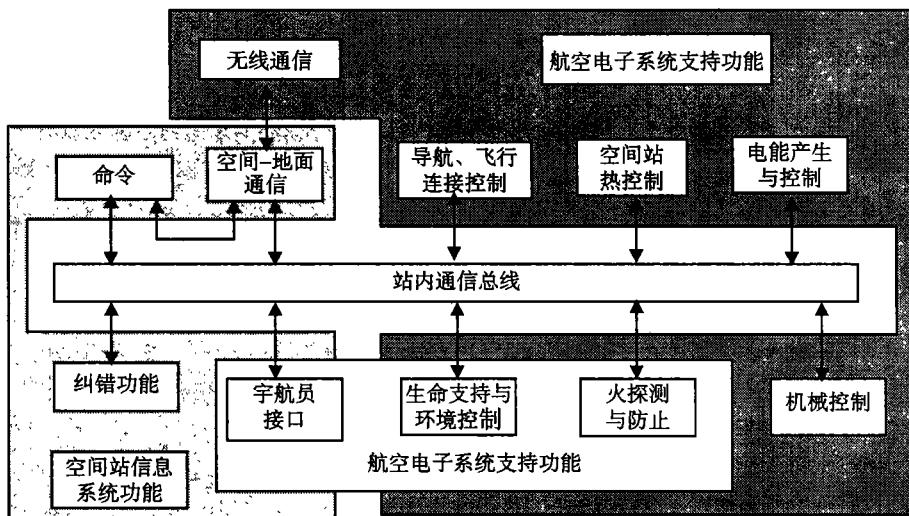 无线通信
航空电子系统支持功能
命令
空间-地面
通信
导航、飞行
连接控制
空间站
热控制
电能产生
与控制
站内通信总线
纠错功能
宇航员
接口
生命支持与
环境控制
火探测
与防止
机械控制
航空电子系统支持功能
空间站信息
系统功能